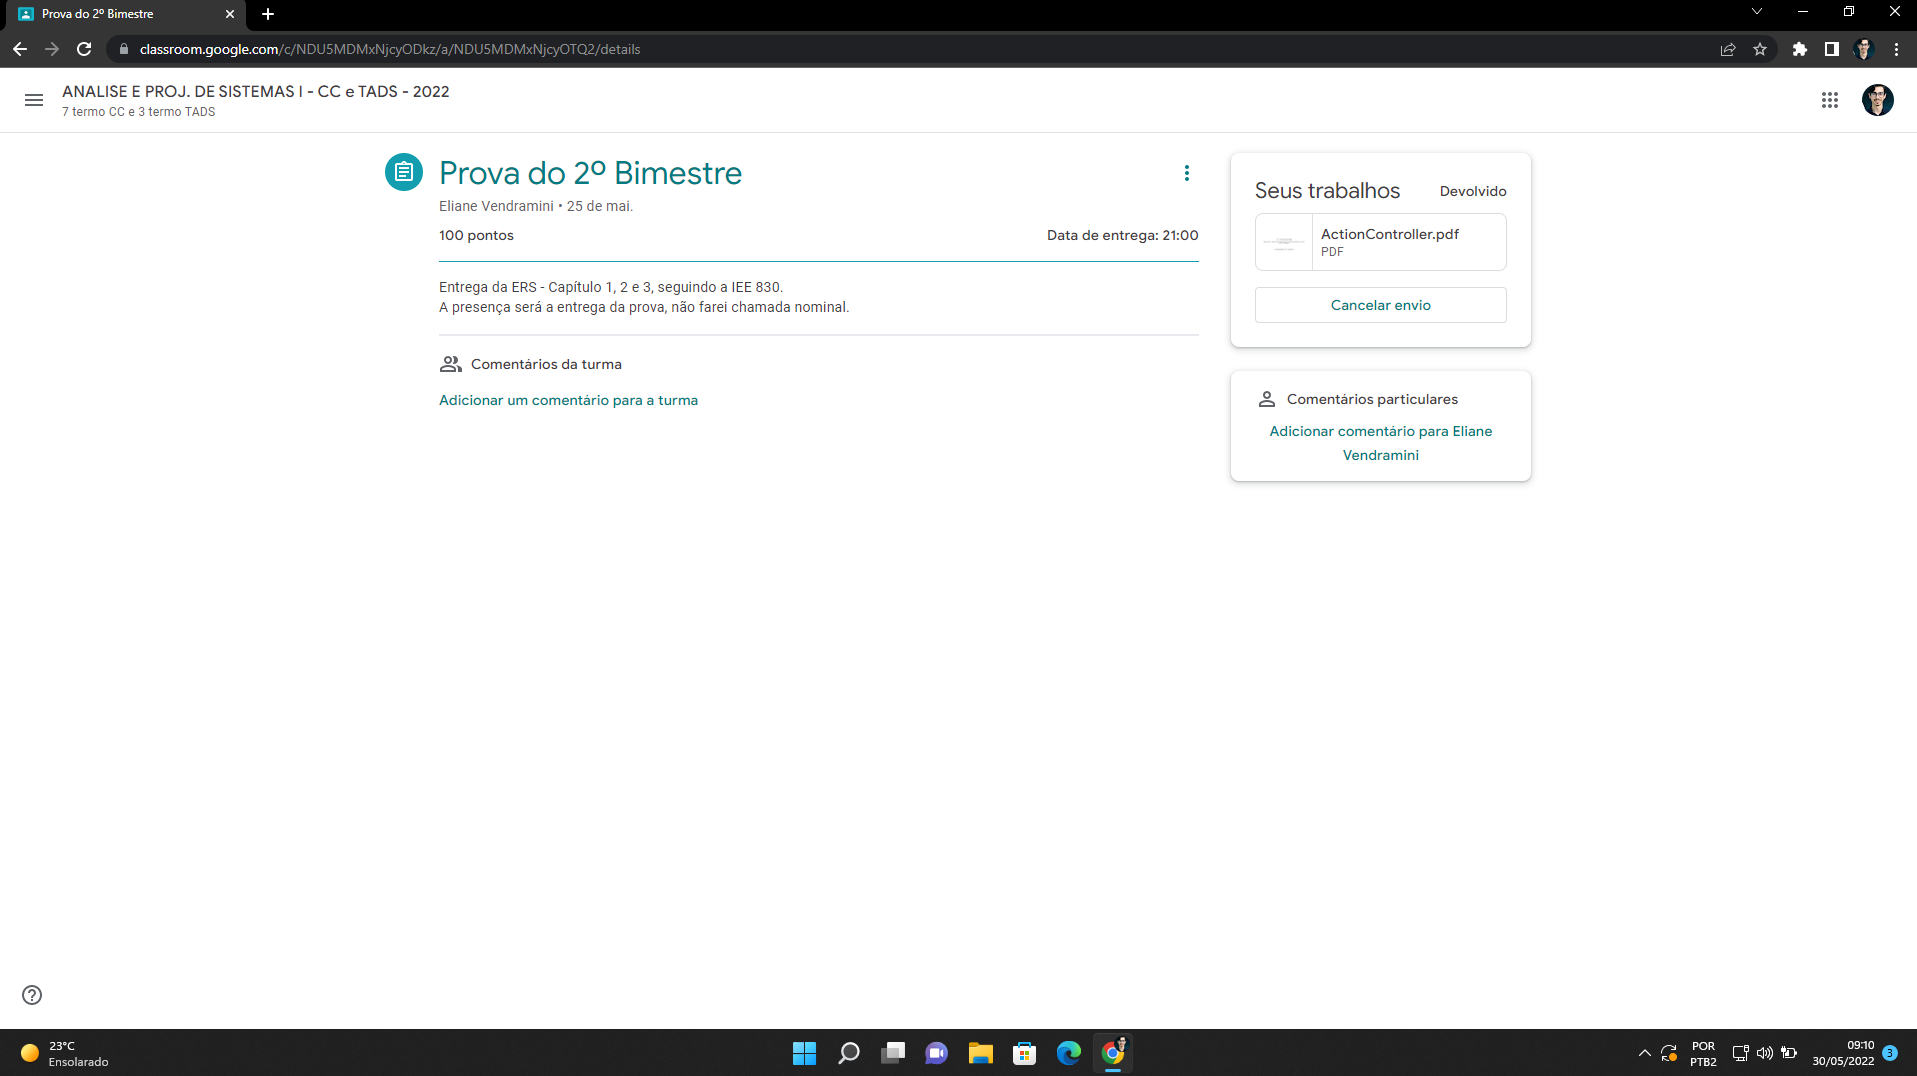 Prova do 2º Bimestre
classroom.google.com/c/NDU5MDMxNjcyODkz/a/NDU5MDMxNjcyOTQ2/details
ANALISE E PROJ. DE SISTEMAS I - CC e TADS - 2022
7 termo CC e 3 termo TADS
Prova do 2º Bimestre
Eliane Vendramini • 25 de mai.
100 pontos
Data de entrega: 21:00
Entrega da ERS - Capítulo 1, 2 e 3, seguindo a IEE 830.
A presença será a entrega da prova, não farei chamada nominal.
Comentários da turma
Adicionar um comentário para a turma
Seus trabalhos
Devolvido
ActionController.pdf
PDF
Cancelar envio
Comentários particulares
Adicionar comentário para Eliane
Vendramini
23°C
Ensolarado
POR
PTB2
09:10
30/05/2022
3